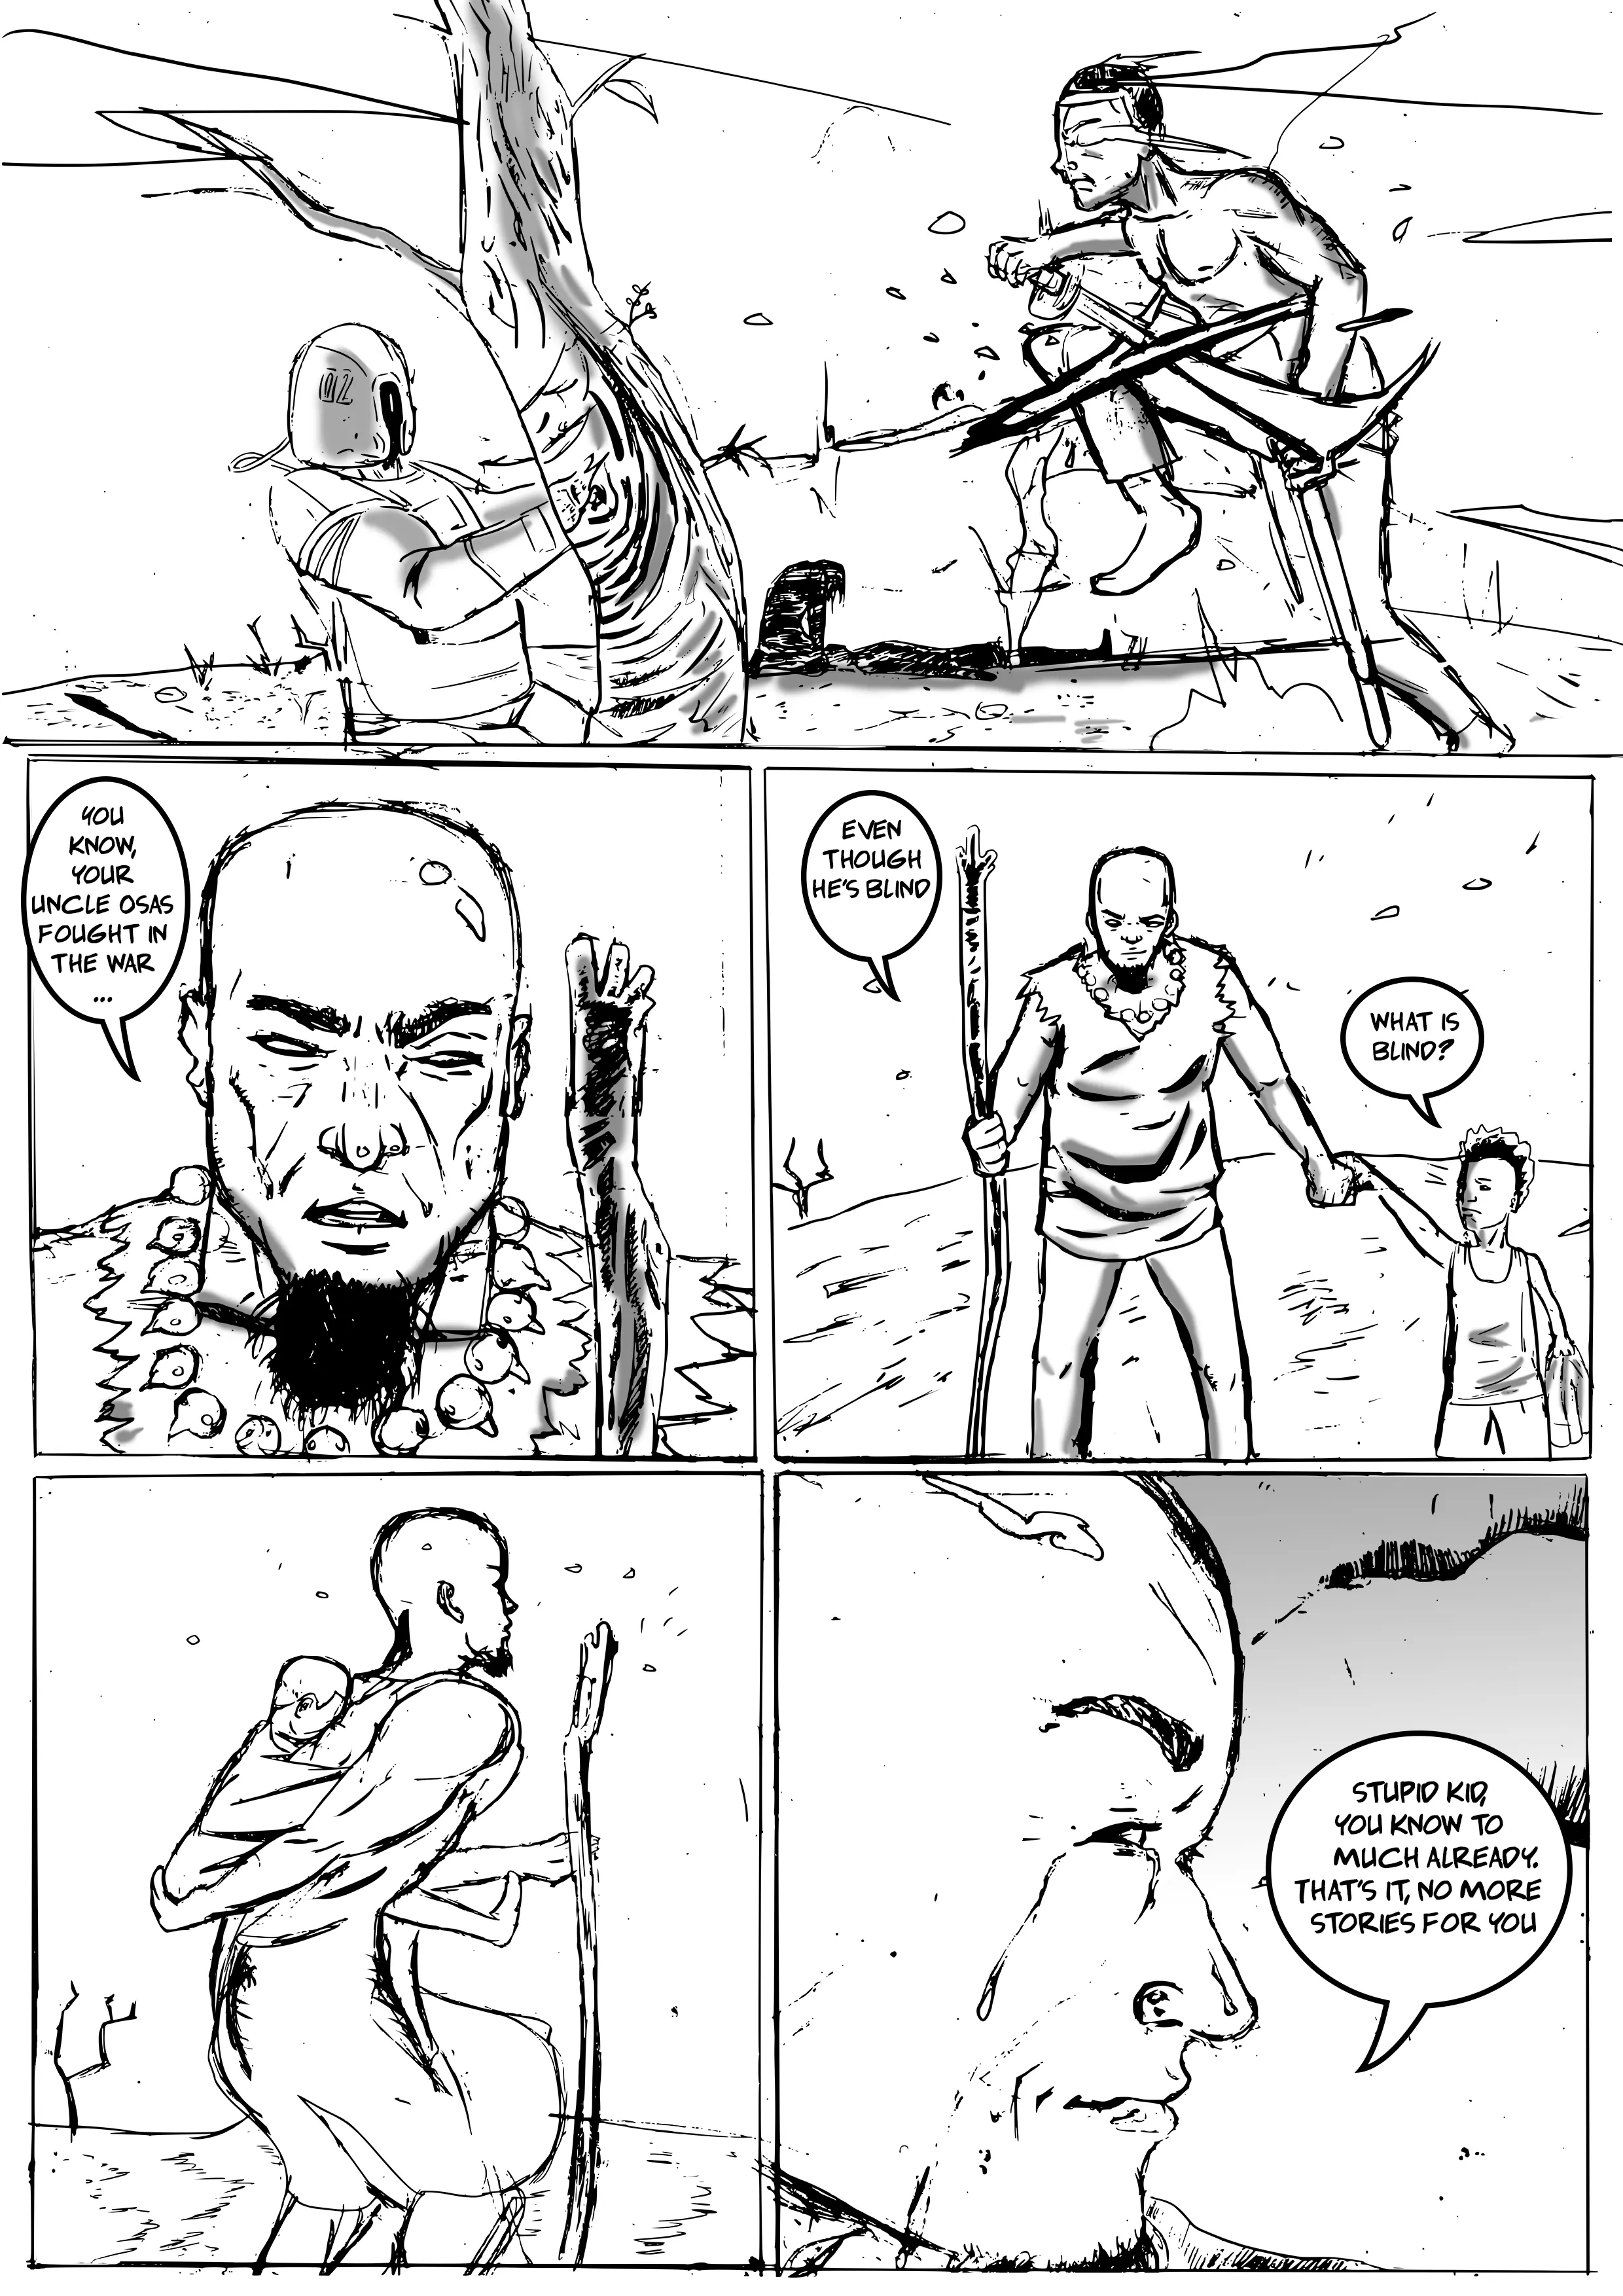 02
YOU
KNOW,
YOUR
UNCLE OSAS
FOUGHT IN
THE WAR
...
EVEN
THOUGH
HE'S BLIND
WHAT IS
BLIND?
STUPID KID,
YOU KNOW TO
MUCH ALREADY.
THAT'S IT, NO MORE
STORIES FOR YOU